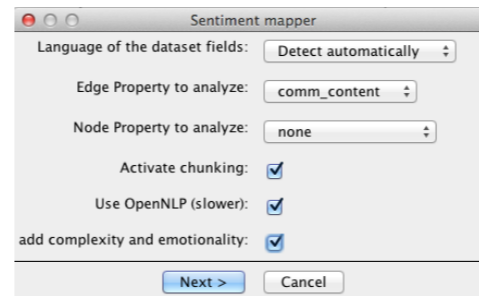 Sentiment mapper
Language of the dataset fields: Detect automatically
Edge Property to analyze: comm_content
Node Property to analyze: none
Activate chunking:
Use OpenNLP (slower):
add complexity and emotionality:
Next > Cancel